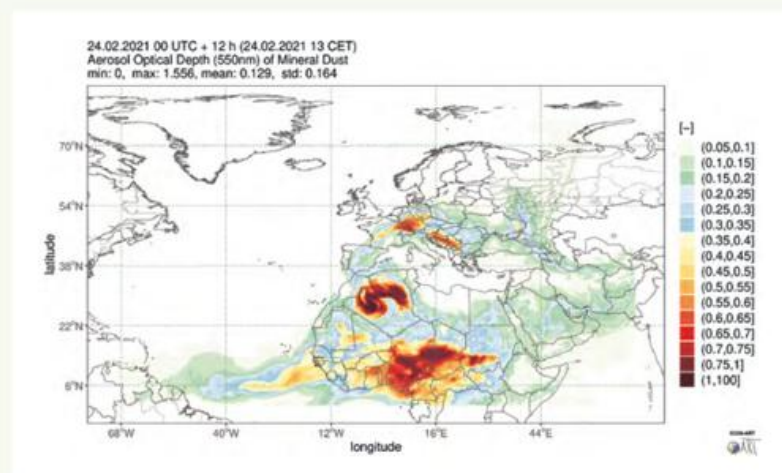 24.02.2021 00 UTC + 12 h (24.02.2021 13 CET)
Aerosol Optical Depth (550nm) of Mineral Dust
min: 0, max: 1.556, mean: 0.129, std: 0.164
[–]
(0.05,0.1]
(0.1,0.15]
(0.15,0.2]
(0.2,0.25]
(0.25,0.3]
(0.3,0.35]
(0.35,0.4]
(0.4,0.45]
(0.45,0.5]
(0.5,0.55]
(0.55,0.6]
(0.6,0.65]
(0.65,0.7]
(0.7,0.75]
(0.75,1]
(1,100]
latitude
70°N
54°N
38°N
22°N
6°N
68°W
40°W
12°W
16°E
44°E
longitude
ICON-ART
ART